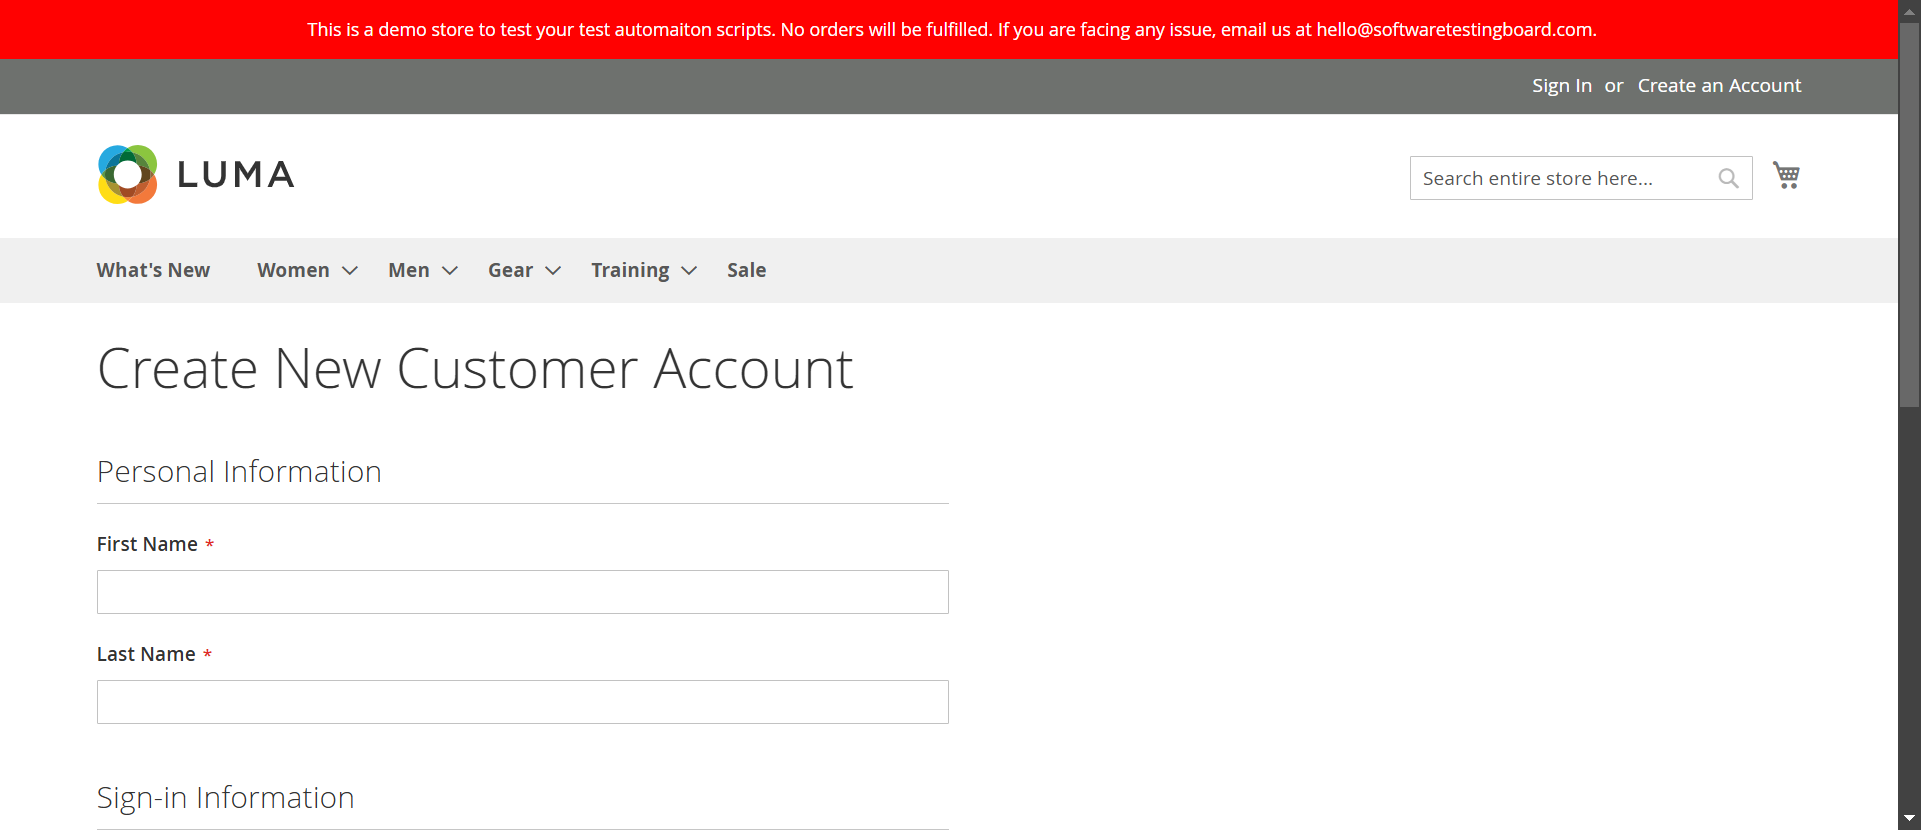 This is a demo store to test your test automaiton scripts. No orders will be fulfilled. If you are facing any issue, email us at hello@softwaretestingboard.com.
Sign In or Create an Account
LUMA
Search entire store here...
What's New Women Men Gear Training Sale
Create New Customer Account
Personal Information
First Name *
Last Name *
Sign-in Information